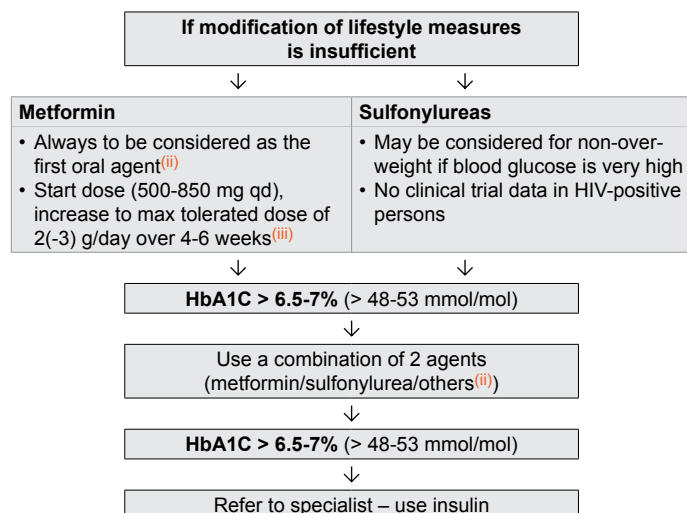 If modification of lifestyle measures
is insufficient
Metformin
• Always to be considered as the
first oral agent(ii)
• Start dose (500-850 mg qd),
increase to max tolerated dose of
2(-3) g/day over 4-6 weeks(iii)
Sulfonylureas
• May be considered for non-over-
weight if blood glucose is very high
• No clinical trial data in HIV-positive
persons
HbA1C > 6.5-7% (> 48-53 mmol/mol)
Use a combination of 2 agents
(metformin/sulfonylurea/others(ii))
HbA1C > 6.5-7% (> 48-53 mmol/mol)
Refer to specialist – use insulin